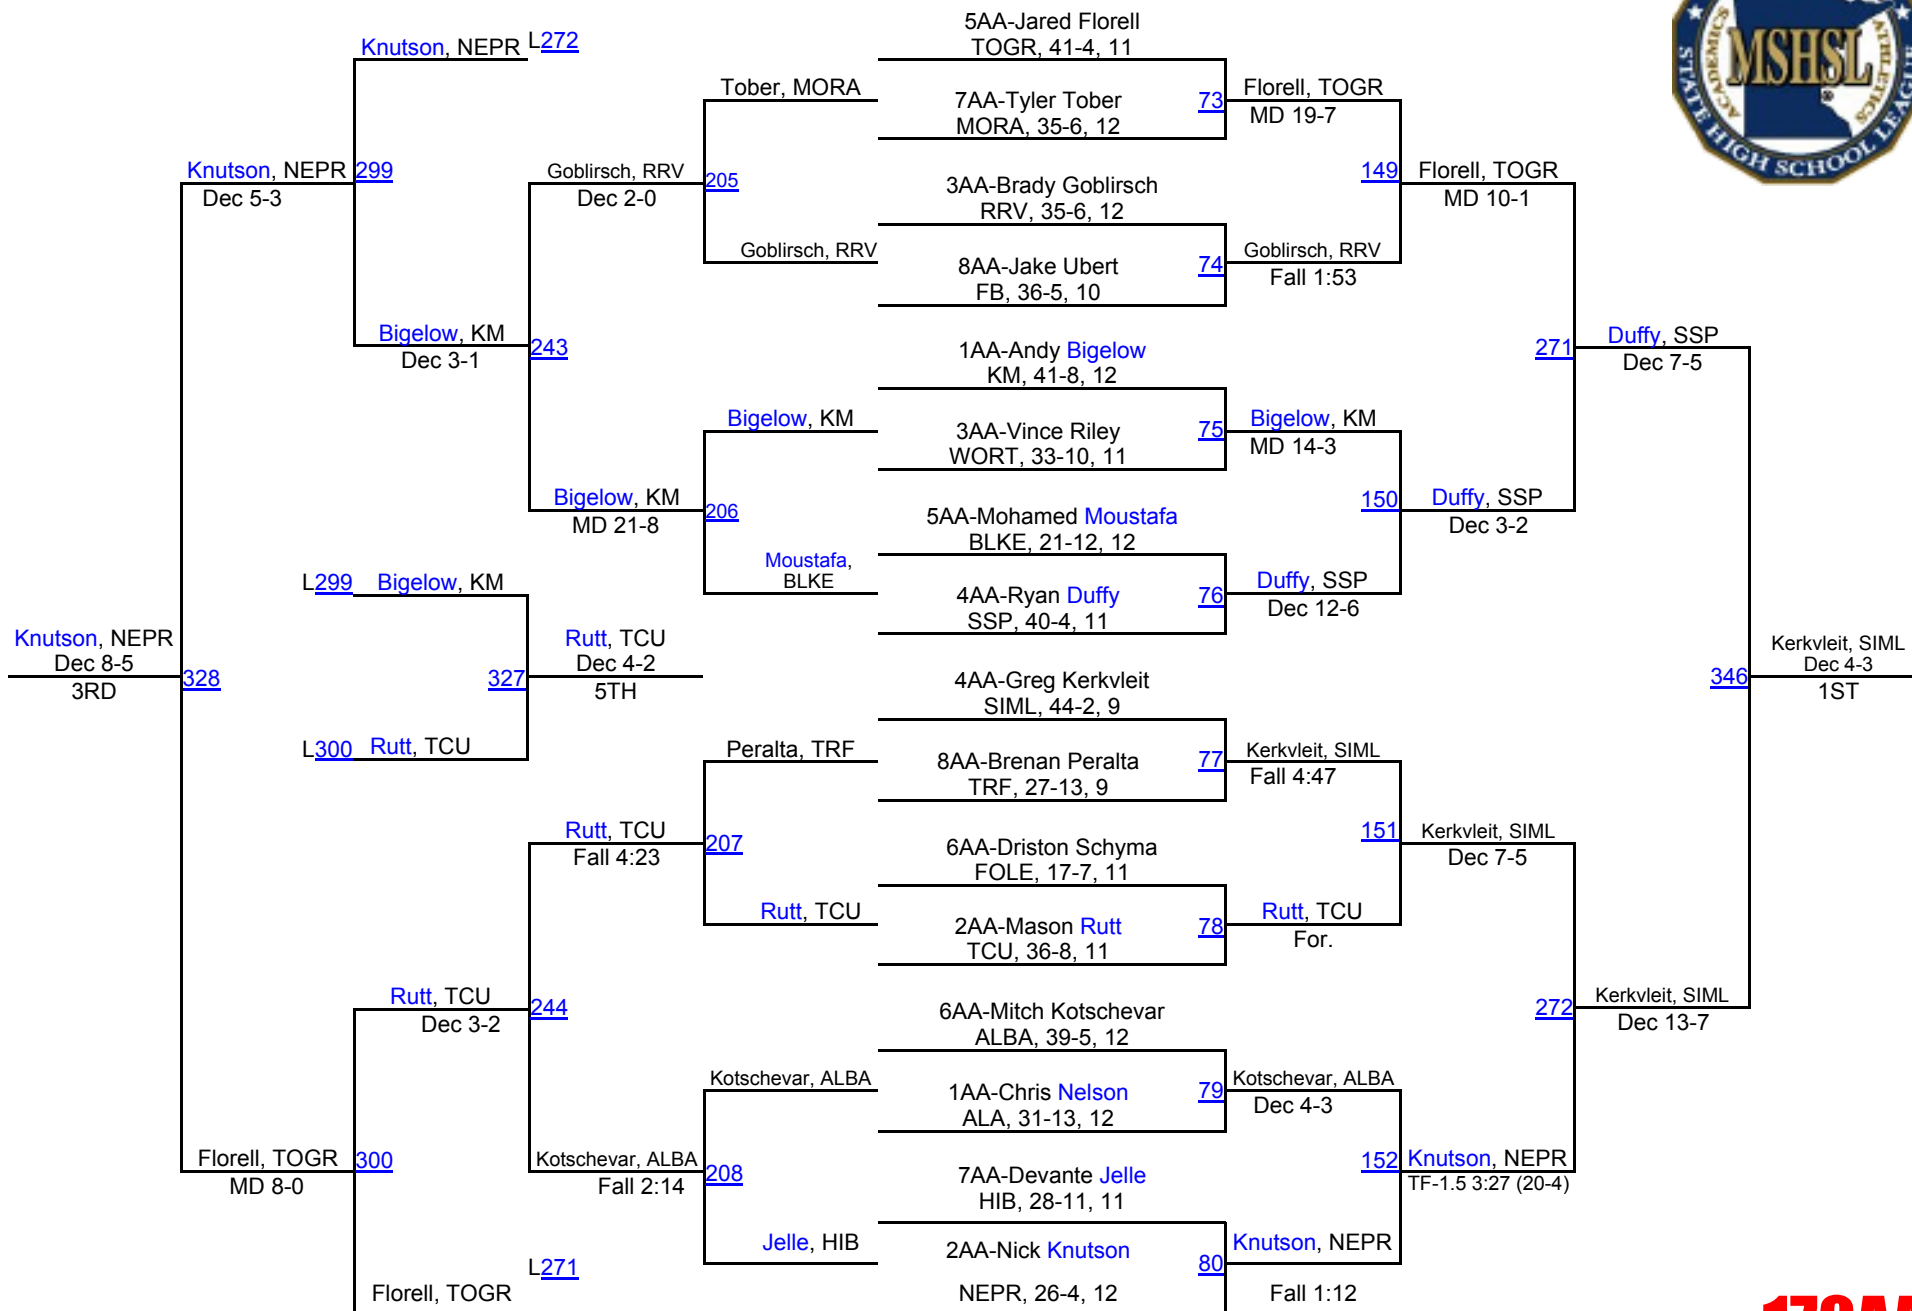 5AA-Jared Florell
TOGR, 41-4, 11
Knutson, NEPR L272
Tober, MORA
7AA-Tyler Tober
MORA, 35-6, 12
73
Florell, TOGR
MD 19-7
Knutson, NEPR 299
Dec 5-3
Goblirsch, RRV
Dec 2-0
205
3AA-Brady Goblirsch
RRV, 35-6, 12
149
Florell, TOGR
MD 10-1
Goblirsch, RRV
8AA-Jake Ubert
FB, 36-5, 10
74
Goblirsch, RRV
Fall 1:53
Bigelow, KM
Dec 3-1
243
1AA-Andy Bigelow
KM, 41-8, 12
271
Duffy, SSP
Dec 7-5
Bigelow, KM
3AA-Vince Riley
WORT, 33-10, 11
75
Bigelow, KM
MD 14-3
Bigelow, KM
MD 21-8
206
5AA-Mohamed Moustafa
BLKE, 21-12, 12
150
Duffy, SSP
Dec 3-2
L299 Bigelow, KM
Moustafa,
BLKE
4AA-Ryan Duffy
SSP, 40-4, 11
76
Duffy, SSP
Dec 12-6
Knutson, NEPR
Dec 8-5
3RD
328
327
Rutt, TCU
Dec 4-2
5TH
4AA-Greg Kerkvleit
SIML, 44-2, 9
346
Kerkvleit, SIML
Dec 4-3
1ST
L300 Rutt, TCU
Peralta, TRF
8AA-Brenan Peralta
TRF, 27-13, 9
77
Kerkvleit, SIML
Fall 4:47
Rutt, TCU
Fall 4:23
207
6AA-Driston Schyma
FOLE, 17-7, 11
151
Kerkvleit, SIML
Dec 7-5
Rutt, TCU
2AA-Mason Rutt
TCU, 36-8, 11
78
Rutt, TCU
For.
Rutt, TCU
Dec 3-2
244
6AA-Mitch Kotschevar
ALBA, 39-5, 12
272
Kerkvleit, SIML
Dec 13-7
Kotschevar, ALBA
1AA-Chris Nelson
ALA, 31-13, 12
79
Kotschevar, ALBA
Dec 4-3
Florell, TOGR 300
MD 8-0
Kotschevar, ALBA
Fall 2:14
208
7AA-Devante Jelle
HIB, 28-11, 11
152
Knutson, NEPR
TF-1.5 3:27 (20-4)
L271
Florell, TOGR
Jelle, HIB
2AA-Nick Knutson
NEPR, 26-4, 12
80
Knutson, NEPR
Fall 1:12
ACADEMICS
ATHLETICS
MSHSL
®
STATE HIGH SCHOOL LEAGUE